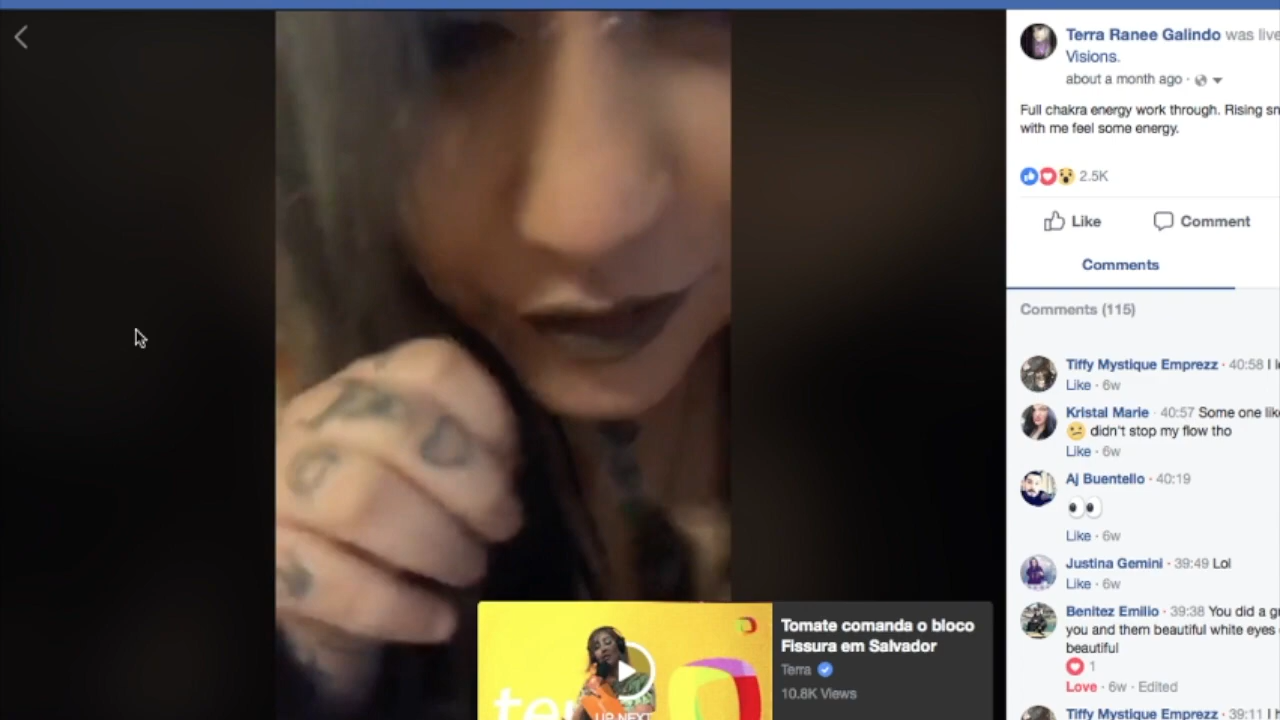 Terra Ranee Galindo was live
Visions.
about a month ago ·
Full chakra energy work through. Rising
with me feel some energy.
2.5K
Like
Comment
Comments
Comments (115)
Tiffy Mystique Emprezz · 40:58 I
Like · 6w
Kristal Marie · 40:57 Some one
didn't stop my flow tho
Like · 6w
Aj Buentello · 40:19
Like · 6w
Justina Gemini · 39:49 Lol
Like · 6w
Benitez Emilio · 39:38 You did a
you and them beautiful white eyes
beautiful
1
Love · 6w · Edited
Tiffy Mystique Emprezz · 39:11 I
Tomate comanda o bloco
Fissura em Salvador
Terra
10.8K Views
UP NEXT